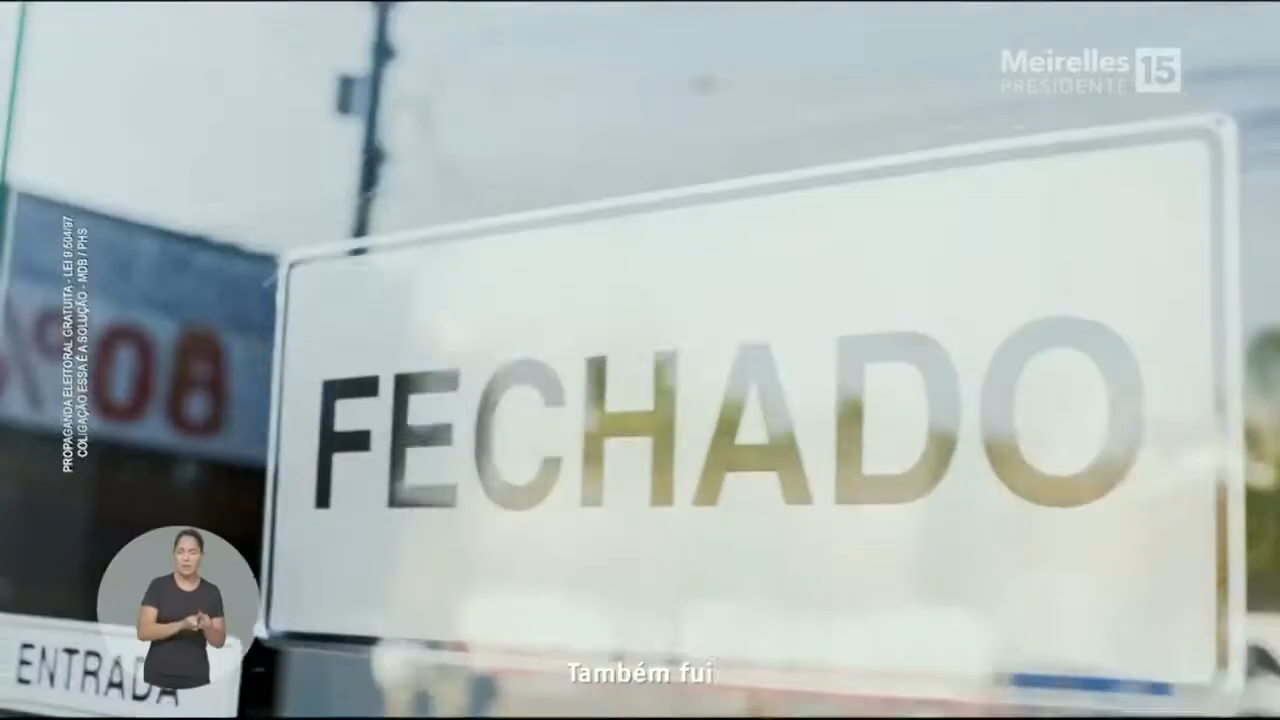 Meirelles 15
PRESIDENTE
PROPAGANDA ELEITORAL GRATUITA - LEI 9.504/97
COLIGAÇÃO ESSA É A SOLUÇÃO - MDB / PHS
08
FECHADO
ENTRADA
Também fui